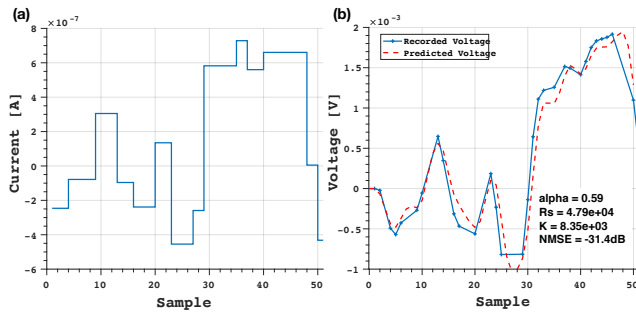 (a)
×10^-7
8
6
4
2
0
-2
-4
-6
0
10
20
30
40
50
Current [A]
Sample
(b)
×10^-3
2
1.5
1
0.5
0
-0.5
-1
0
10
20
30
40
50
Voltage [V]
Sample
Recorded Voltage
Predicted Voltage
alpha = 0.59
Rs = 4.79e+04
K = 8.35e+03
NMSE = -31.4dB